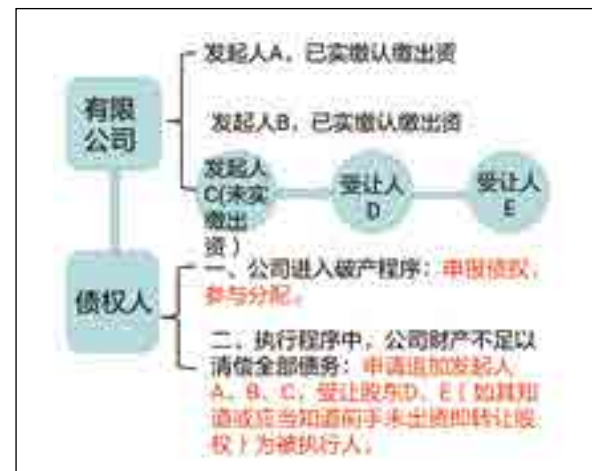 发起人A，已实缴认缴出资
有限
公司
发起人B，已实缴认缴出资
发起人
C(未实
缴出
资）
受让人
D
受让人
E
债权人
一、公司进入破产程序：申报债权，
参与分配。
二、执行程序中，公司财产不足以
清偿全部债务：申请追加发起人
A、B、C，受让股东D、E（如其知
道或应当知道前手未出资即转让股
权）为被执行人。